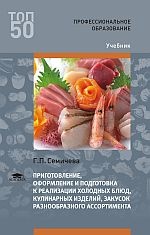 ТОП
50
ПРОФЕССИОНАЛЬНОЕ
ОБРАЗОВАНИЕ
Учебник
Г.П. Семичева
ПРИГОТОВЛЕНИЕ,
ОФОРМЛЕНИЕ И ПОДГОТОВКА
К РЕАЛИЗАЦИИ ХОЛОДНЫХ БЛЮД,
КУЛИНАРНЫХ ИЗДЕЛИЙ, ЗАКУСОК
РАЗНООБРАЗНОГО АССОРТИМЕНТА